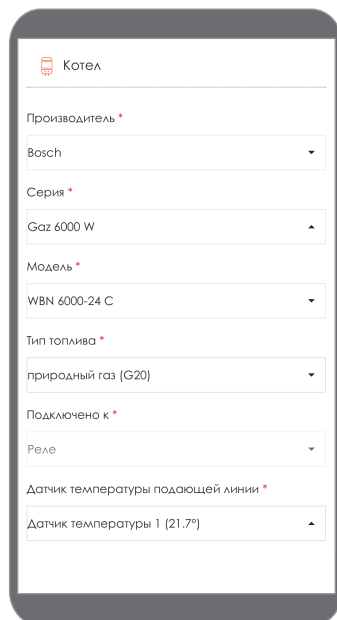 Котел
Производитель *
Bosch
Серия *
Gaz 6000 W
Модель *
WBN 6000-24 C
Тип топлива *
природный газ (G20)
Подключено к *
Реле
Датчик температуры подающей линии *
Датчик температуры 1 (21.7°)